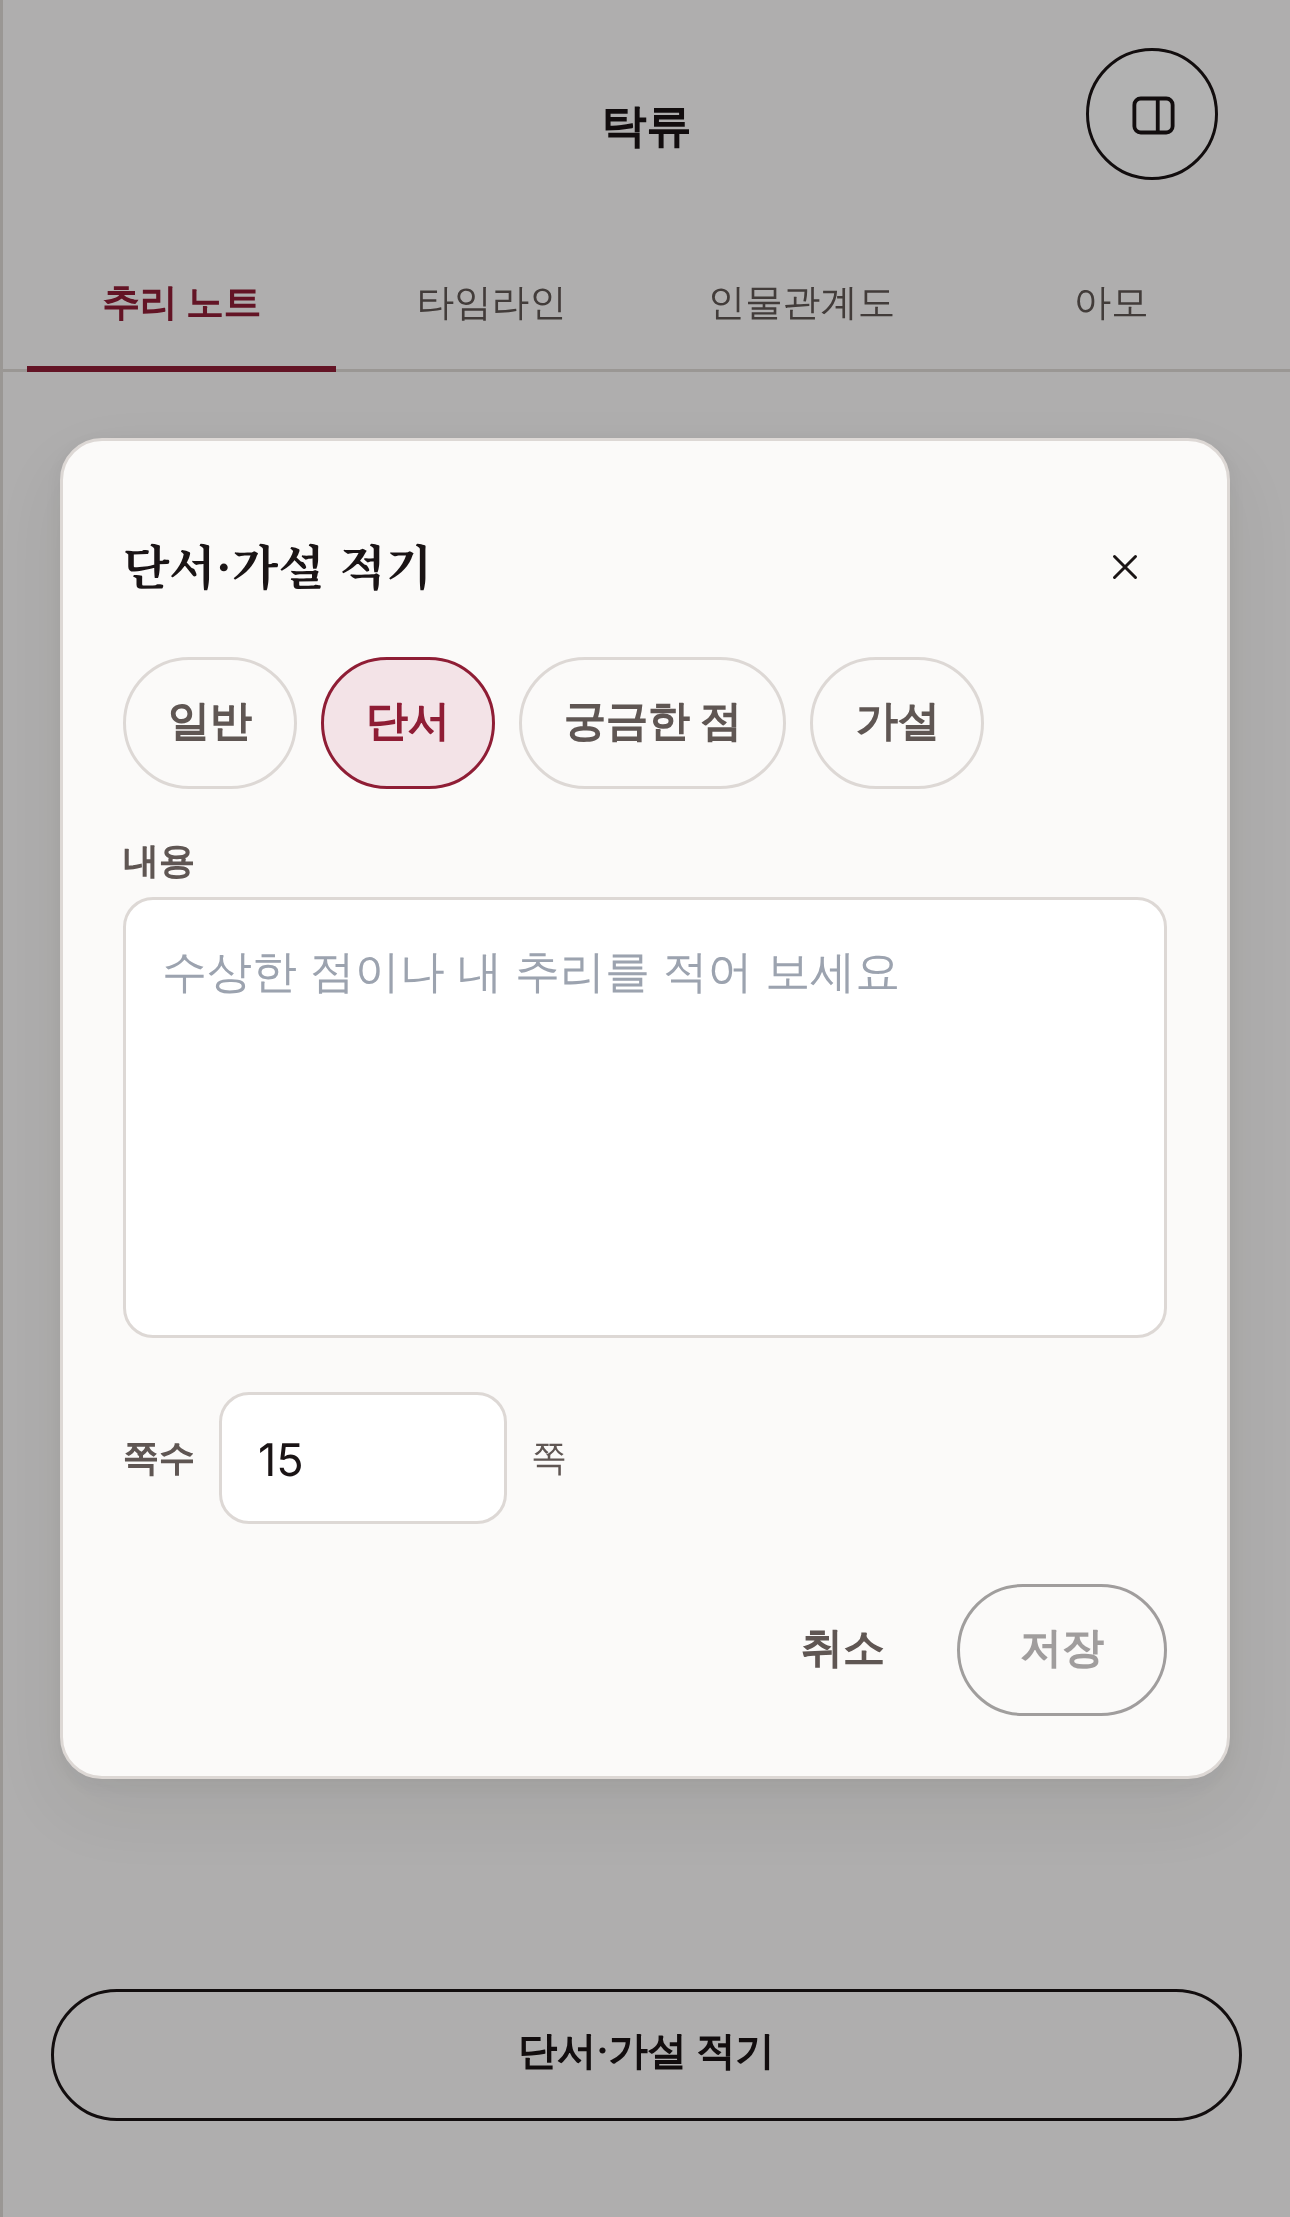 탁류
추리 노트 타임라인 인물관계도 아모
단서·가설 적기
일반 단서 궁금한 점 가설
내용
수상한 점이나 내 추리를 적어 보세요
쪽수 15 쪽
취소 저장
단서·가설 적기